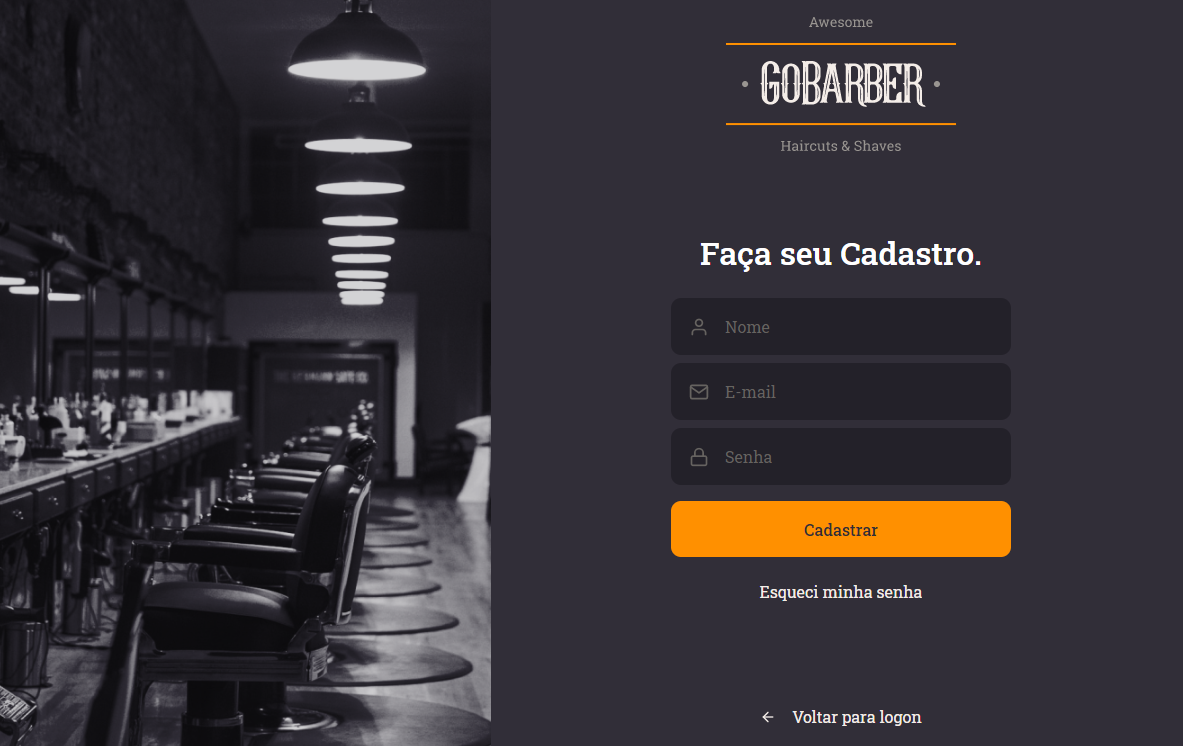 Awesome
GOBARBER
Haircuts & Shaves
Faça seu Cadastro.
Nome
E-mail
Senha
Cadastrar
Esqueci minha senha
Voltar para logon